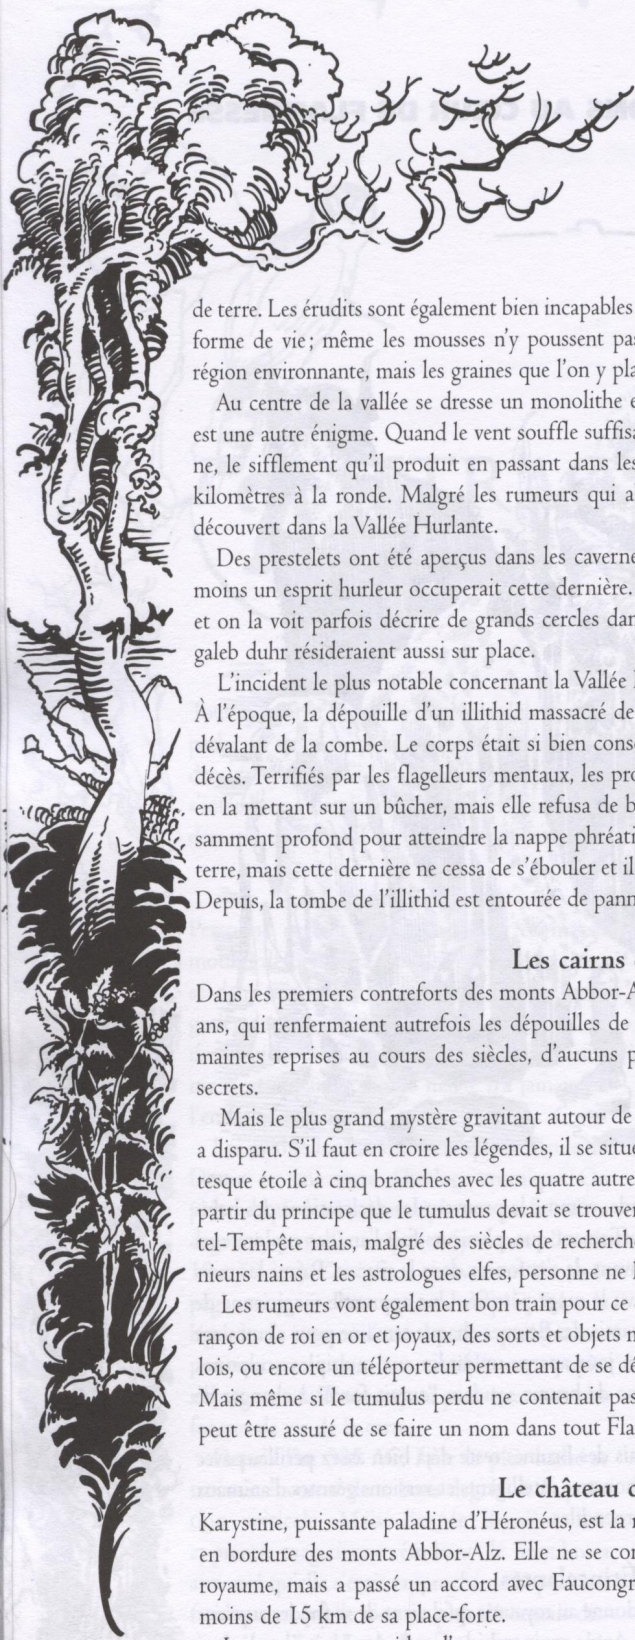 de terre. Les érudits sont également bien incapables
forme de vie; même les mousses n'y poussent pas
région environnante, mais les graines que l'on y pla
Au centre de la vallée se dresse un monolithe e
est une autre énigme. Quand le vent souffle suffisa
ne, le sifflement qu'il produit en passant dans les
kilomètres à la ronde. Malgré les rumeurs qui a
découvert dans la Vallée Hurlante.
Des prestelets ont été aperçus dans les caverne
moins un esprit hurleur occuperait cette dernière.
et on la voit parfois décrire de grands cercles dan
galeb duhr résideraient aussi sur place.
L'incident le plus notable concernant la Vallée
À l'époque, la dépouille d'un illithid massacré de
dévalant de la combe. Le corps était si bien conse
décès. Terrifiés par les flagelleurs mentaux, les pro
en la mettant sur un bûcher, mais elle refusa de b
samment profond pour atteindre la nappe phréati
terre, mais cette dernière ne cessa de s'ébouler et il
Depuis, la tombe de l'illithid est entourée de pann
Les cairns
Dans les premiers contreforts des monts Abbor-A
ans, qui renfermaient autrefois les dépouilles de
maintes reprises au cours des siècles, d'aucuns p
secrets.
Mais le plus grand mystère gravitant autour de
a disparu. S'il faut en croire les légendes, il se situe
tesque étoile à cinq branches avec les quatre autre
partir du principe que le tumulus devait se trouver
tel-Tempête mais, malgré des siècles de recherche
nieurs nains et les astrologues elfes, personne ne l
Les rumeurs vont également bon train pour ce
rançon de roi en or et joyaux, des sorts et objets m
lois, ou encore un téléporteur permettant de se dé
Mais même si le tumulus perdu ne contenait pas
peut être assuré de se faire un nom dans tout Fla
Le château d
Karystine, puissante paladine d'Héronéus, est la
en bordure des monts Abbor-Alz. Elle ne se con
royaume, mais a passé un accord avec Faucongr
moins de 15 km de sa place-forte.